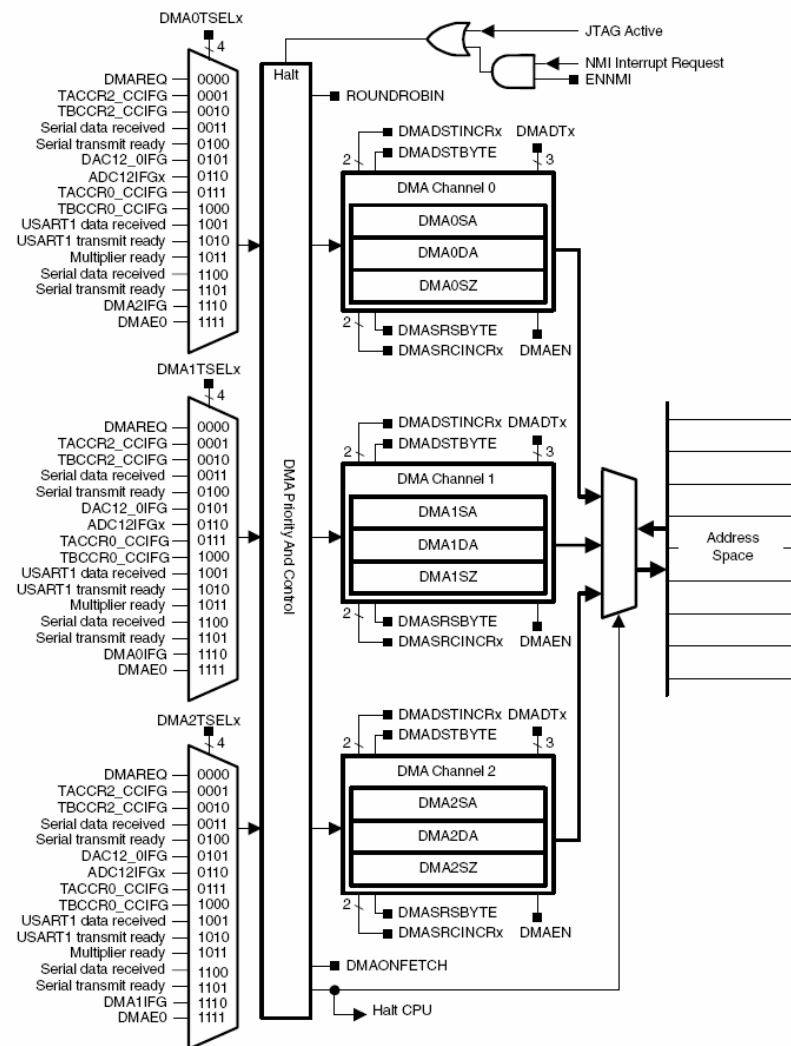 DMA0TSELx
4
JTAG Active
DMAREQ 0000
Halt
NMI Interrupt Request
ENNMI
TACCR2_CCIFG 0001
ROUNDROBIN
TBCCR2_CCIFG 0010
Serial data received 0011
Serial transmit ready 0100
DAC12_0IFG 0101
ADC12IFGx 0110
TACCR0_CCIFG 0111
TBCCR0_CCIFG 1000
USART1 data received 1001
USART1 transmit ready 1010
Multiplier ready 1011
Serial data received 1100
Serial transmit ready 1101
DMA2IFG 1110
DMAE0 1111
DMADSTINCRx DMADTx
2 DMADSTBYTE 3
DMA Channel 0
DMA0SA
DMA0DA
DMA0SZ
2 DMASRSBYTE
DMASRCINCRx DMAEN
DMA1TSELx
4
DMAREQ 0000
TACCR2_CCIFG 0001
TBCCR2_CCIFG 0010
Serial data received 0011
Serial transmit ready 0100
DAC12_0IFG 0101
ADC12IFGx 0110
TACCR0_CCIFG 0111
TBCCR0_CCIFG 1000
USART1 data received 1001
USART1 transmit ready 1010
Multiplier ready 1011
Serial data received 1100
Serial transmit ready 1101
DMA0IFG 1110
DMAE0 1111
DMA Priority And Control
DMADSTINCRx DMADTx
2 DMADSTBYTE 3
DMA Channel 1
DMA1SA
DMA1DA
DMA1SZ
2 DMASRSBYTE
DMASRCINCRx DMAEN
Address
Space
DMA2TSELx
4
DMAREQ 0000
TACCR2_CCIFG 0001
TBCCR2_CCIFG 0010
Serial data received 0011
Serial transmit ready 0100
DAC12_0IFG 0101
ADC12IFGx 0110
TACCR0_CCIFG 0111
TBCCR0_CCIFG 1000
USART1 data received 1001
USART1 transmit ready 1010
Multiplier ready 1011
Serial data received 1100
Serial transmit ready 1101
DMA1IFG 1110
DMAE0 1111
DMADSTINCRx DMADTx
2 DMADSTBYTE 3
DMA Channel 2
DMA2SA
DMA2DA
DMA2SZ
2 DMASRSBYTE
DMASRCINCRx DMAEN
DMAONFETCH
Halt CPU